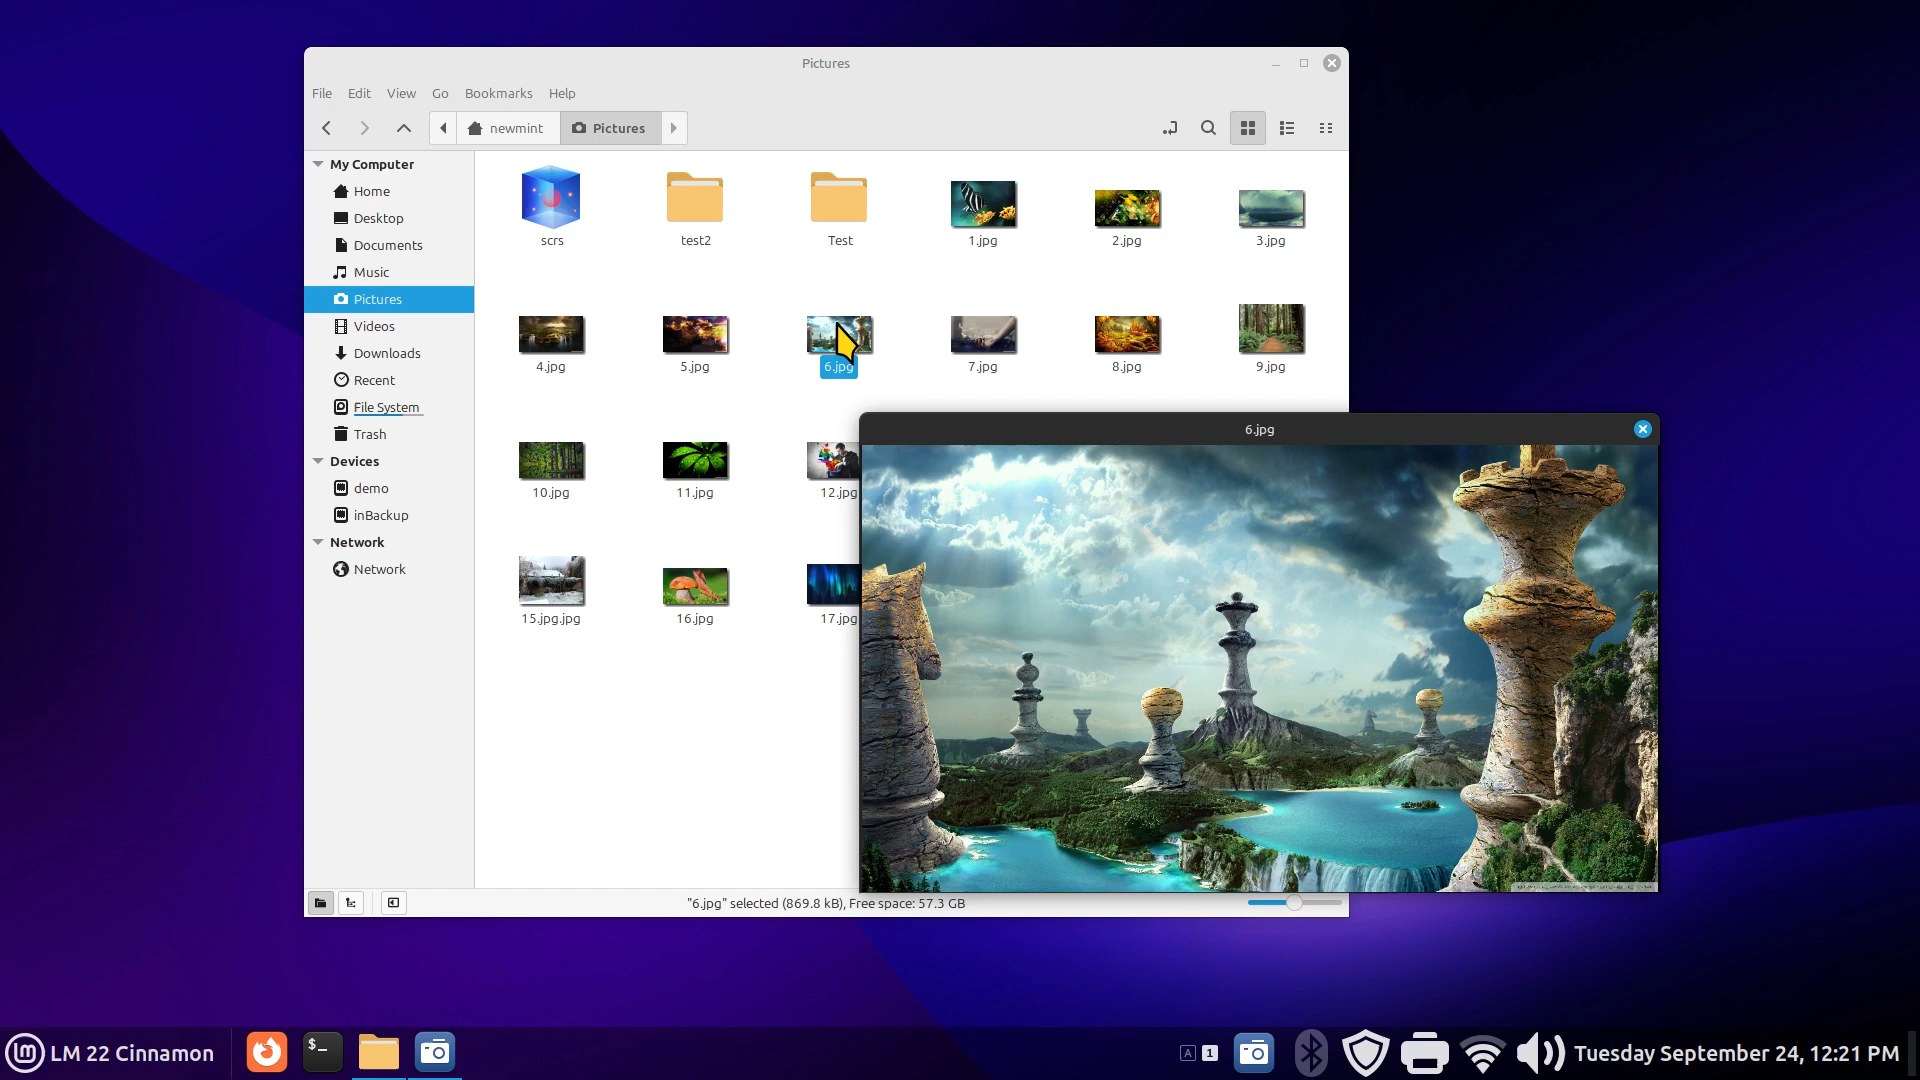 Pictures
File Edit View Go Bookmarks Help
newmint Pictures
My Computer
Home
Desktop
Documents
Music
Pictures
Videos
Downloads
Recent
File System
Trash
Devices
demo
inBackup
Network
Network
scrs test2 Test 1.jpg 2.jpg 3.jpg
4.jpg 5.jpg 6.jpg 7.jpg 8.jpg 9.jpg
10.jpg 11.jpg 12.jpg
15.jpg.jpg 16.jpg 17.jpg
6.jpg
"6.jpg" selected (869.8 kB), Free space: 57.3 GB
LM 22 Cinnamon
$_
A 1
Tuesday September 24, 12:21 PM